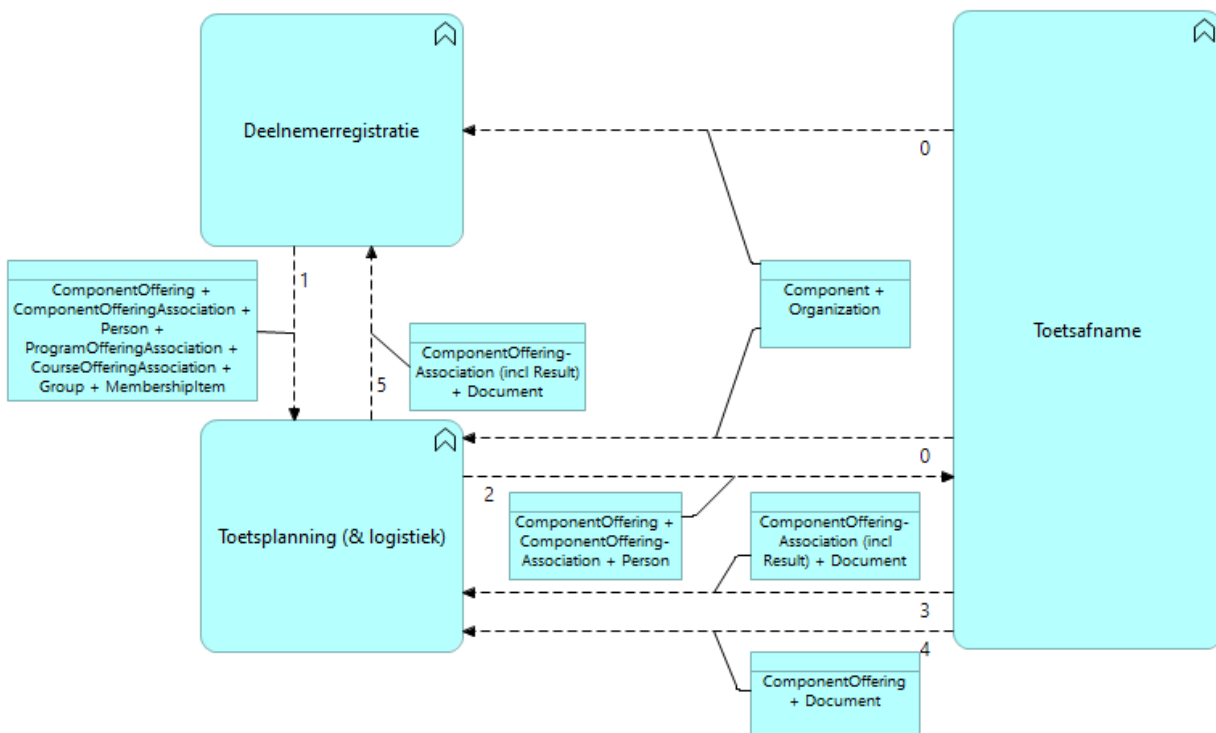 Deelnemerregistratie
0
1
ComponentOffering +
ComponentOfferingAssociation +
Person +
ProgramOfferingAssociation +
CourseOfferingAssociation +
Group + MembershipItem
Component +
Organization
Toetsafname
ComponentOffering-
Association (incl Result)
+ Document
5
0
2
Toetsplanning (& logistiek)
ComponentOffering +
ComponentOffering-
Association + Person
ComponentOffering-
Association (incl
Result) + Document
3
4
ComponentOffering
+ Document